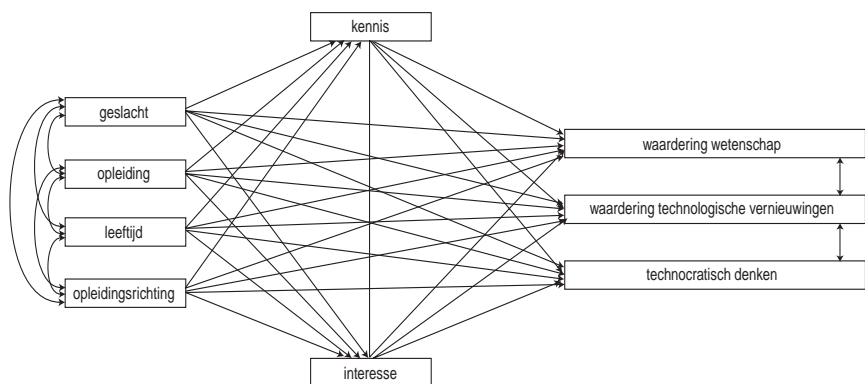 kennis
geslacht
opleiding
leeftijd
opleidingsrichting
waardering wetenschap
waardering technologische vernieuwingen
technocratisch denken
interesse